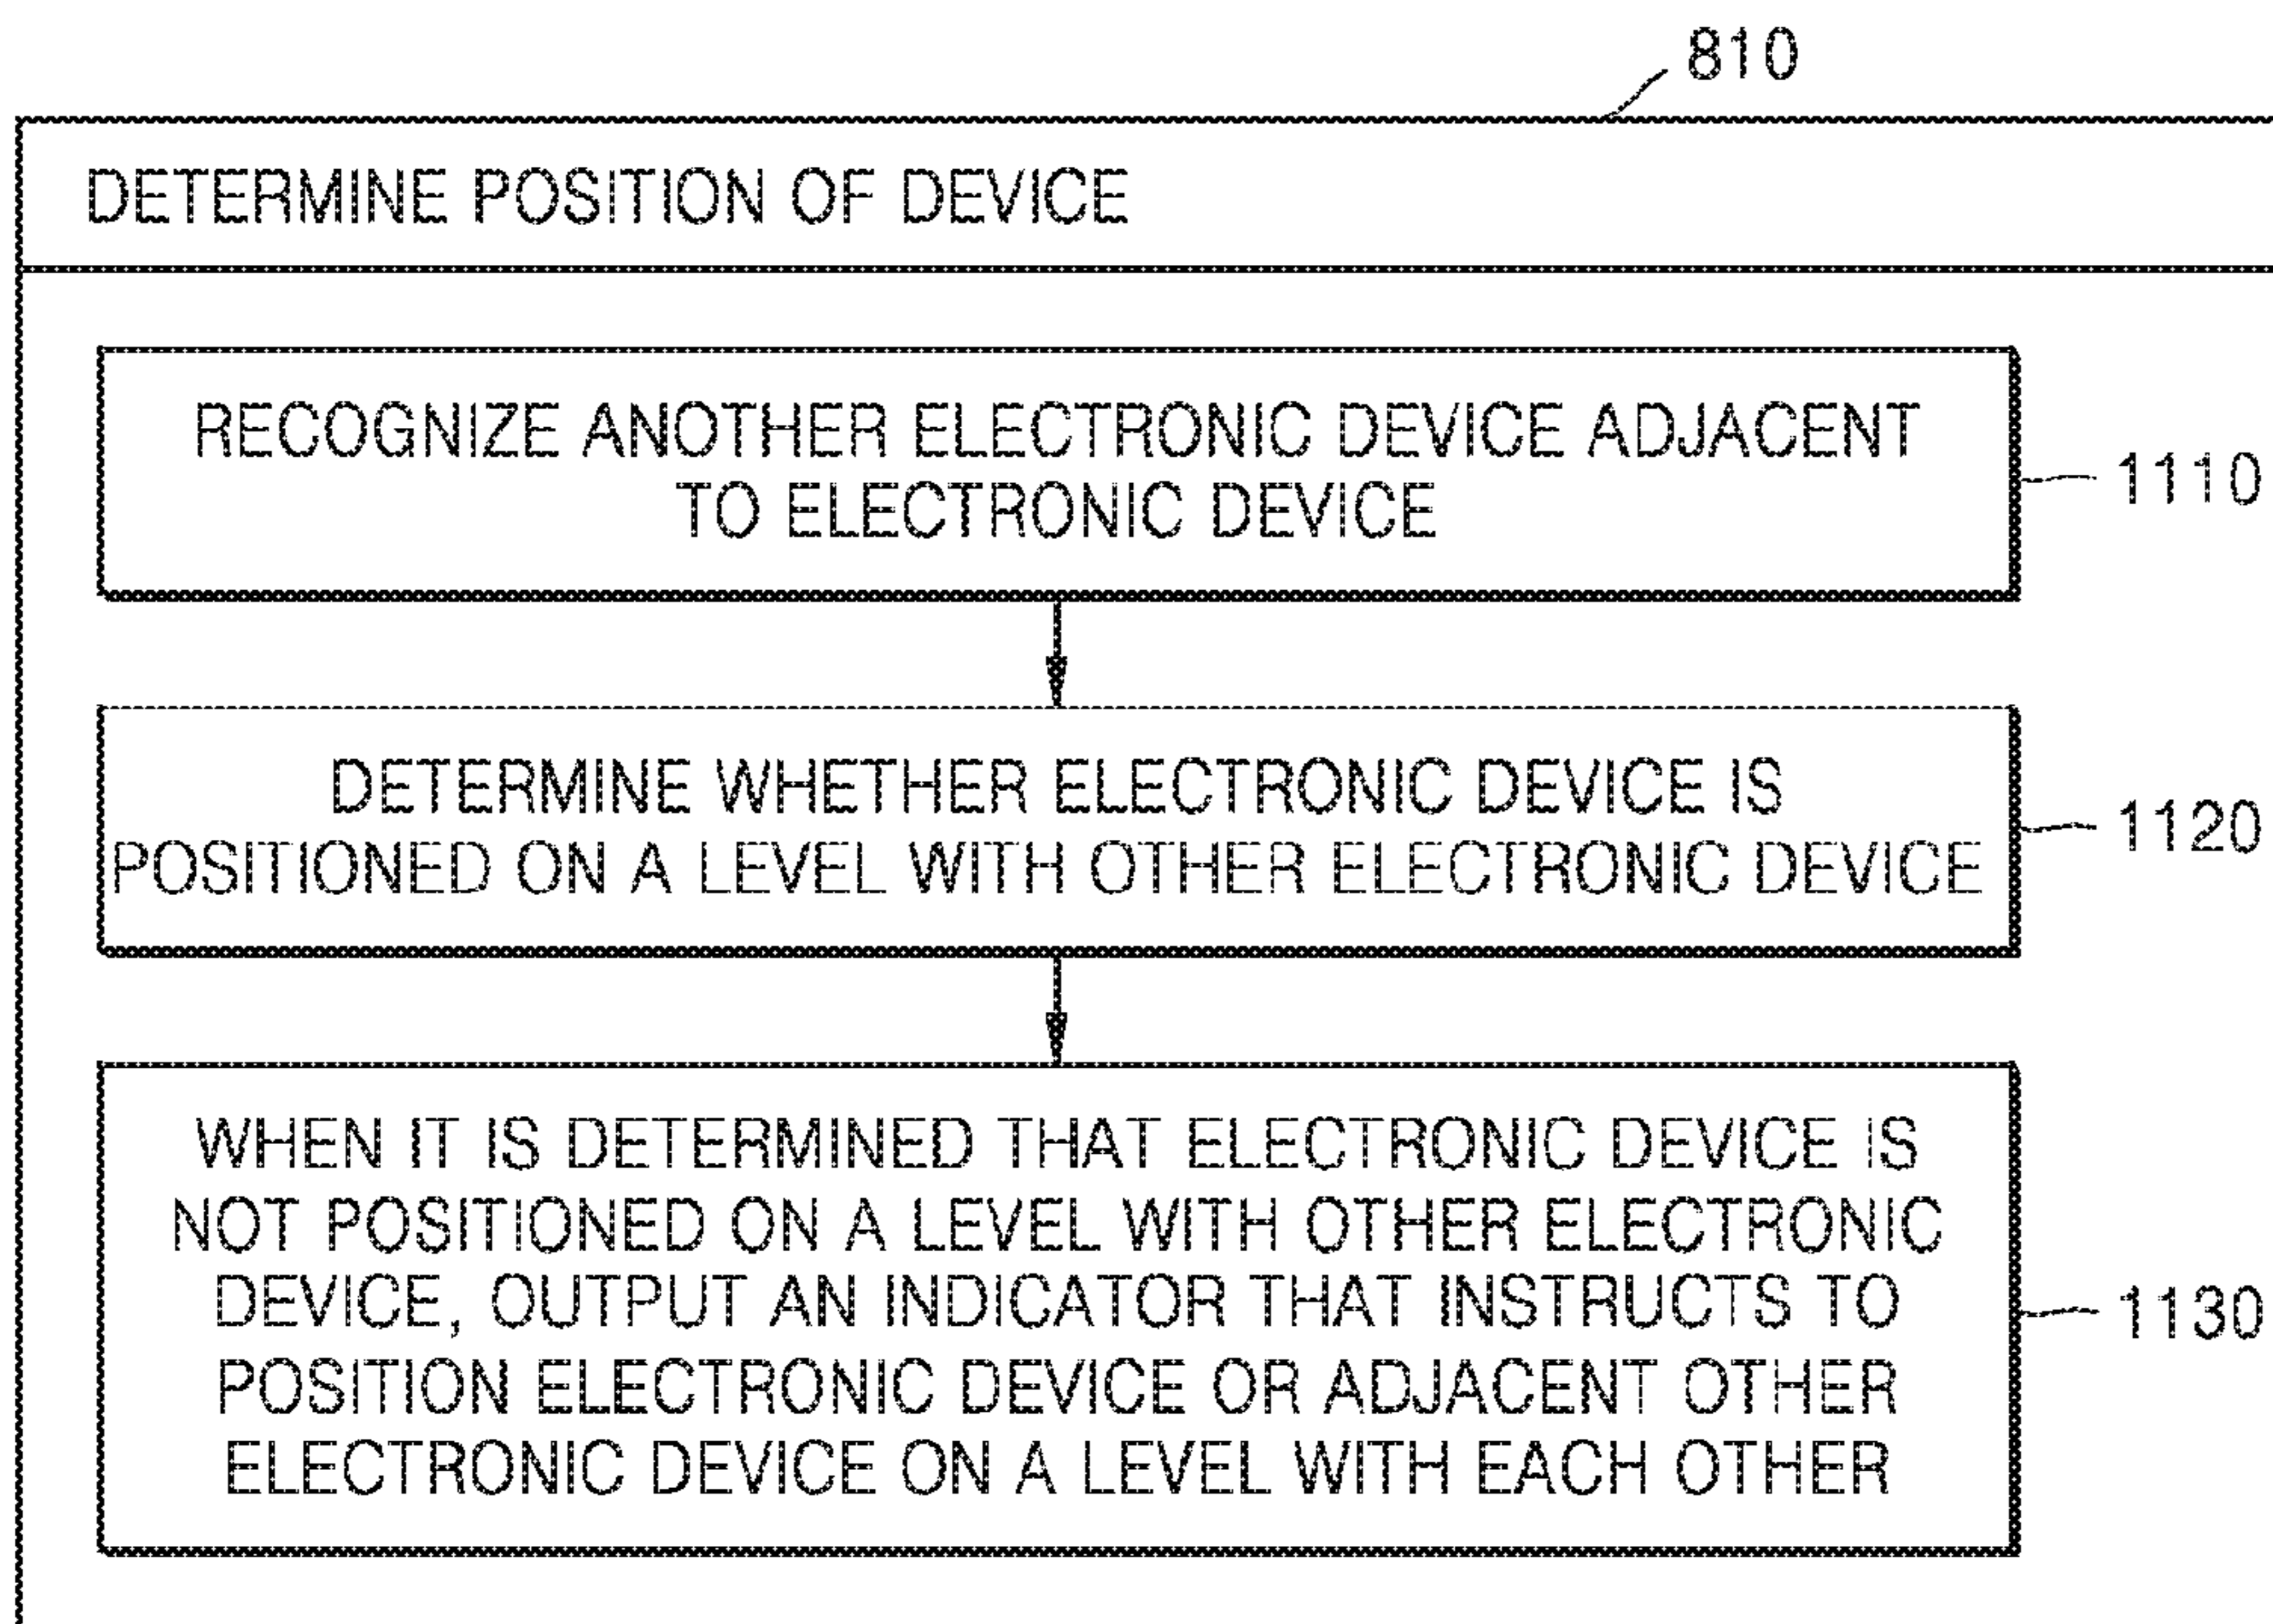 810
DETERMINE POSITION OF DEVICE
RECOGNIZE ANOTHER ELECTRONIC DEVICE ADJACENT
TO ELECTRONIC DEVICE
1110
DETERMINE WHETHER ELECTRONIC DEVICE IS
POSITIONED ON A LEVEL WITH OTHER ELECTRONIC DEVICE
1120
WHEN IT IS DETERMINED THAT ELECTRONIC DEVICE IS
NOT POSITIONED ON A LEVEL WITH OTHER ELECTRONIC
DEVICE, OUTPUT AN INDICATOR THAT INSTRUCTS TO
POSITION ELECTRONIC DEVICE OR ADJACENT OTHER
ELECTRONIC DEVICE ON A LEVEL WITH EACH OTHER
1130